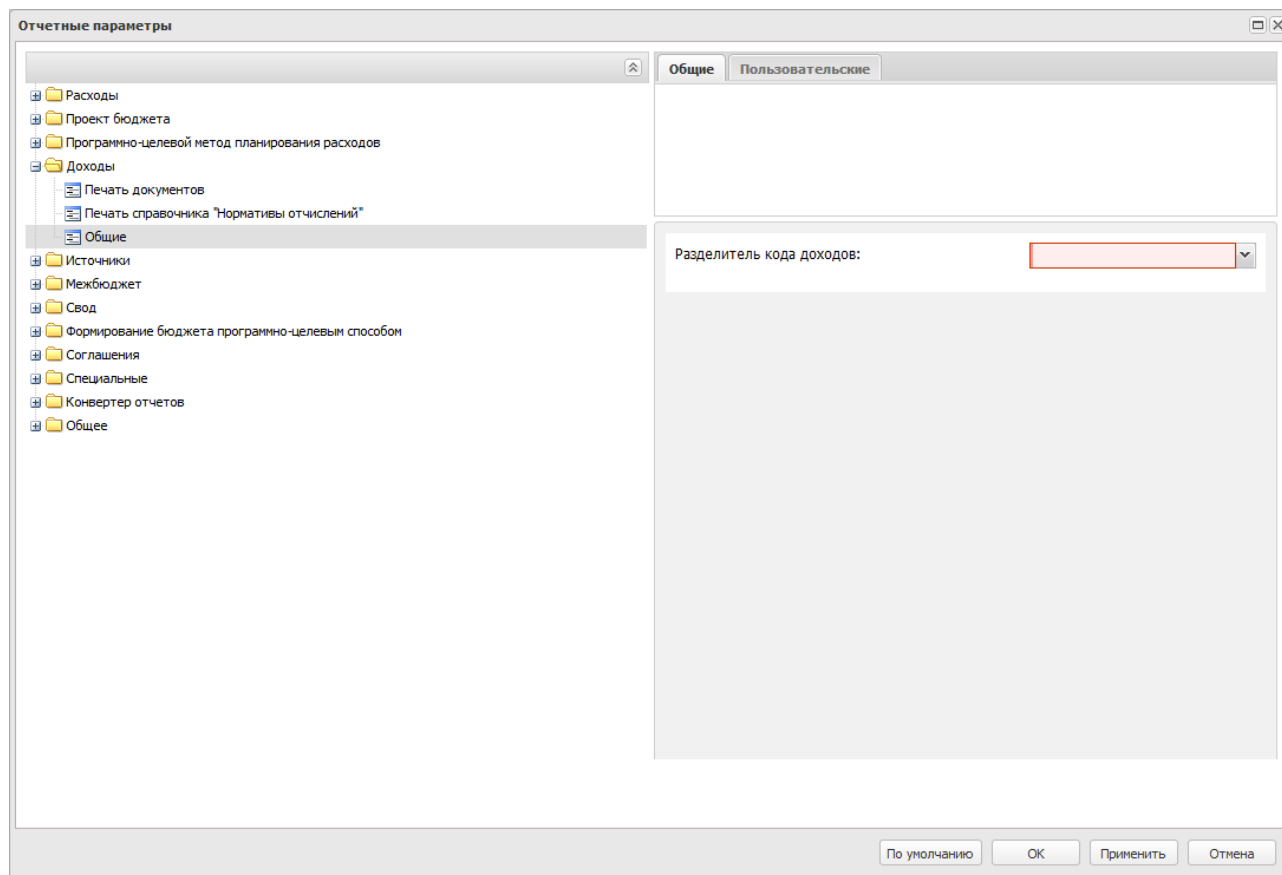 Отчетные параметры
Общие
Пользовательские
Расходы
Проект бюджета
Программно-целевой метод планирования расходов
Доходы
Печать документов
Печать справочника "Нормативы отчислений"
Общие
Источники
Межбюджет
Свод
Формирование бюджета программно-целевым способом
Соглашения
Специальные
Конвертер отчетов
Общее
Разделитель кода доходов:
По умолчанию
OK
Применить
Отмена